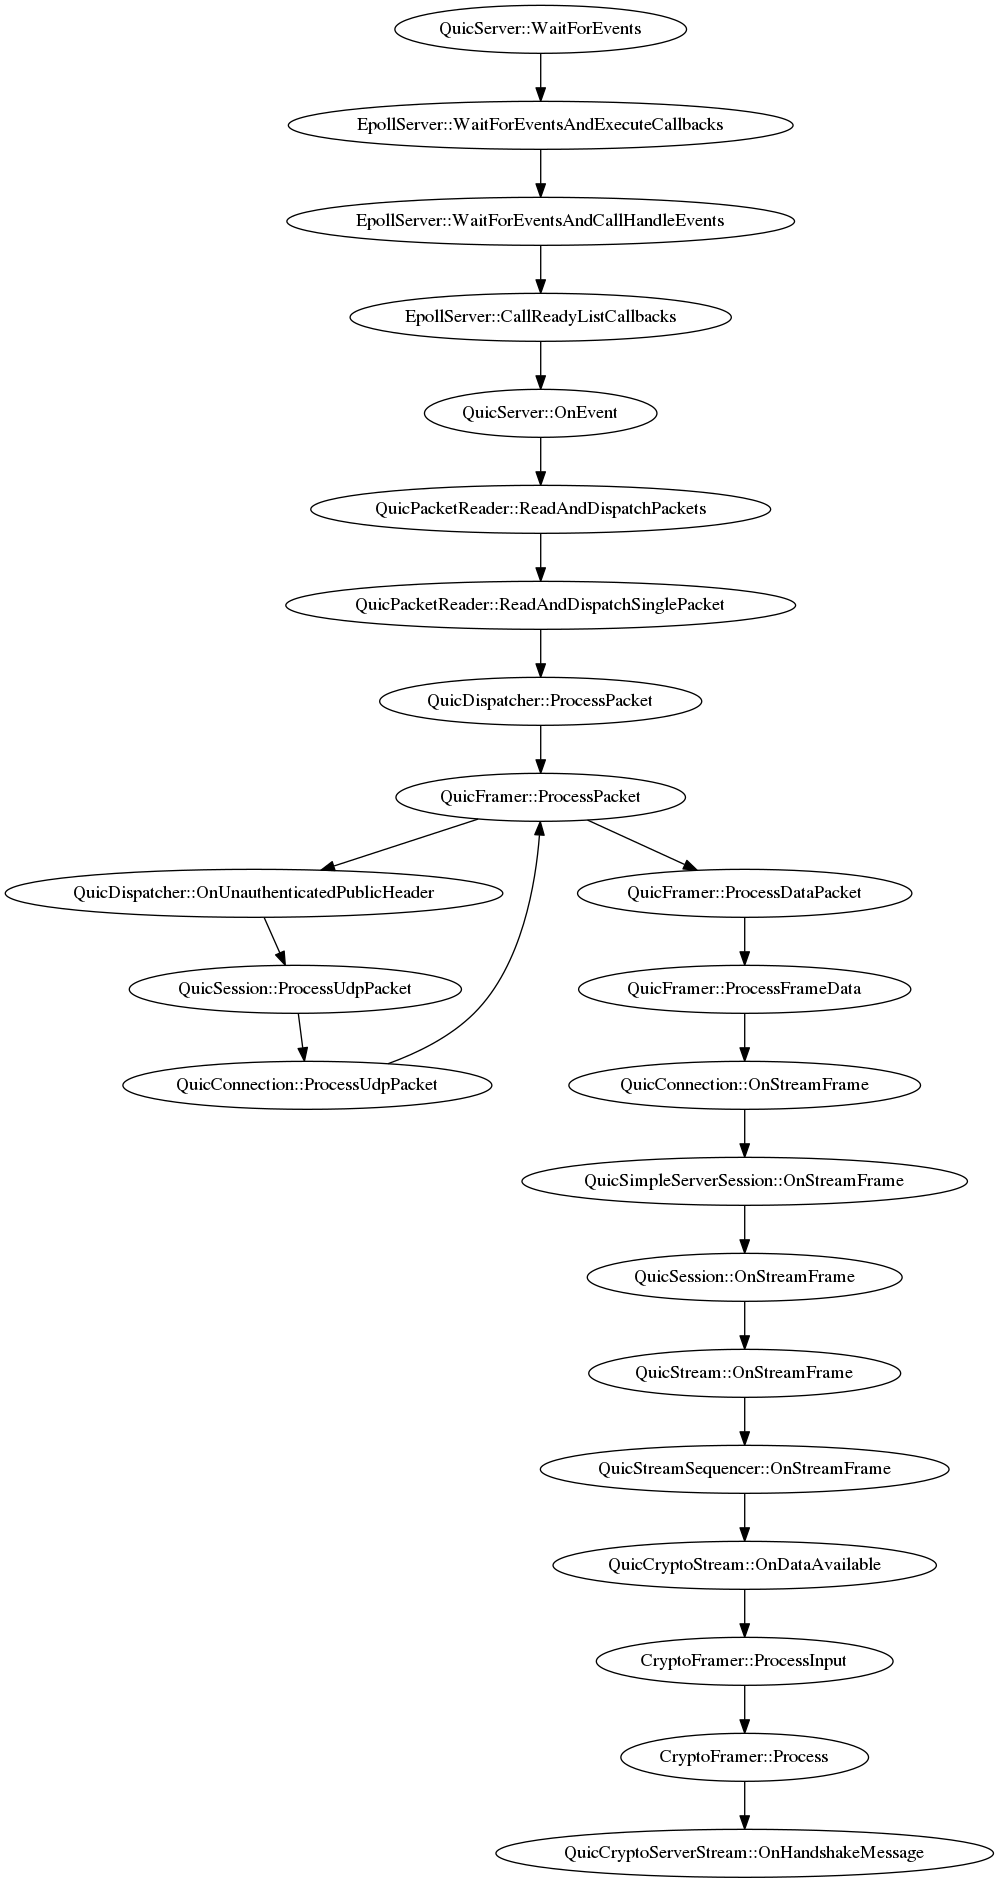 QuicServer::WaitForEvents
EpollServer::WaitForEventsAndExecuteCallbacks
EpollServer::WaitForEventsAndCallHandleEvents
EpollServer::CallReadyListCallbacks
QuicServer::OnEvent
QuicPacketReader::ReadAndDispatchPackets
QuicPacketReader::ReadAndDispatchSinglePacket
QuicDispatcher::ProcessPacket
QuicFramer::ProcessPacket
QuicDispatcher::OnUnauthenticatedPublicHeader
QuicFramer::ProcessDataPacket
QuicSession::ProcessUdpPacket
QuicFramer::ProcessFrameData
QuicConnection::ProcessUdpPacket
QuicConnection::OnStreamFrame
QuicSimpleServerSession::OnStreamFrame
QuicSession::OnStreamFrame
QuicStream::OnStreamFrame
QuicStreamSequencer::OnStreamFrame
QuicCryptoStream::OnDataAvailable
CryptoFramer::ProcessInput
CryptoFramer::Process
QuicCryptoServerStream::OnHandshakeMessage